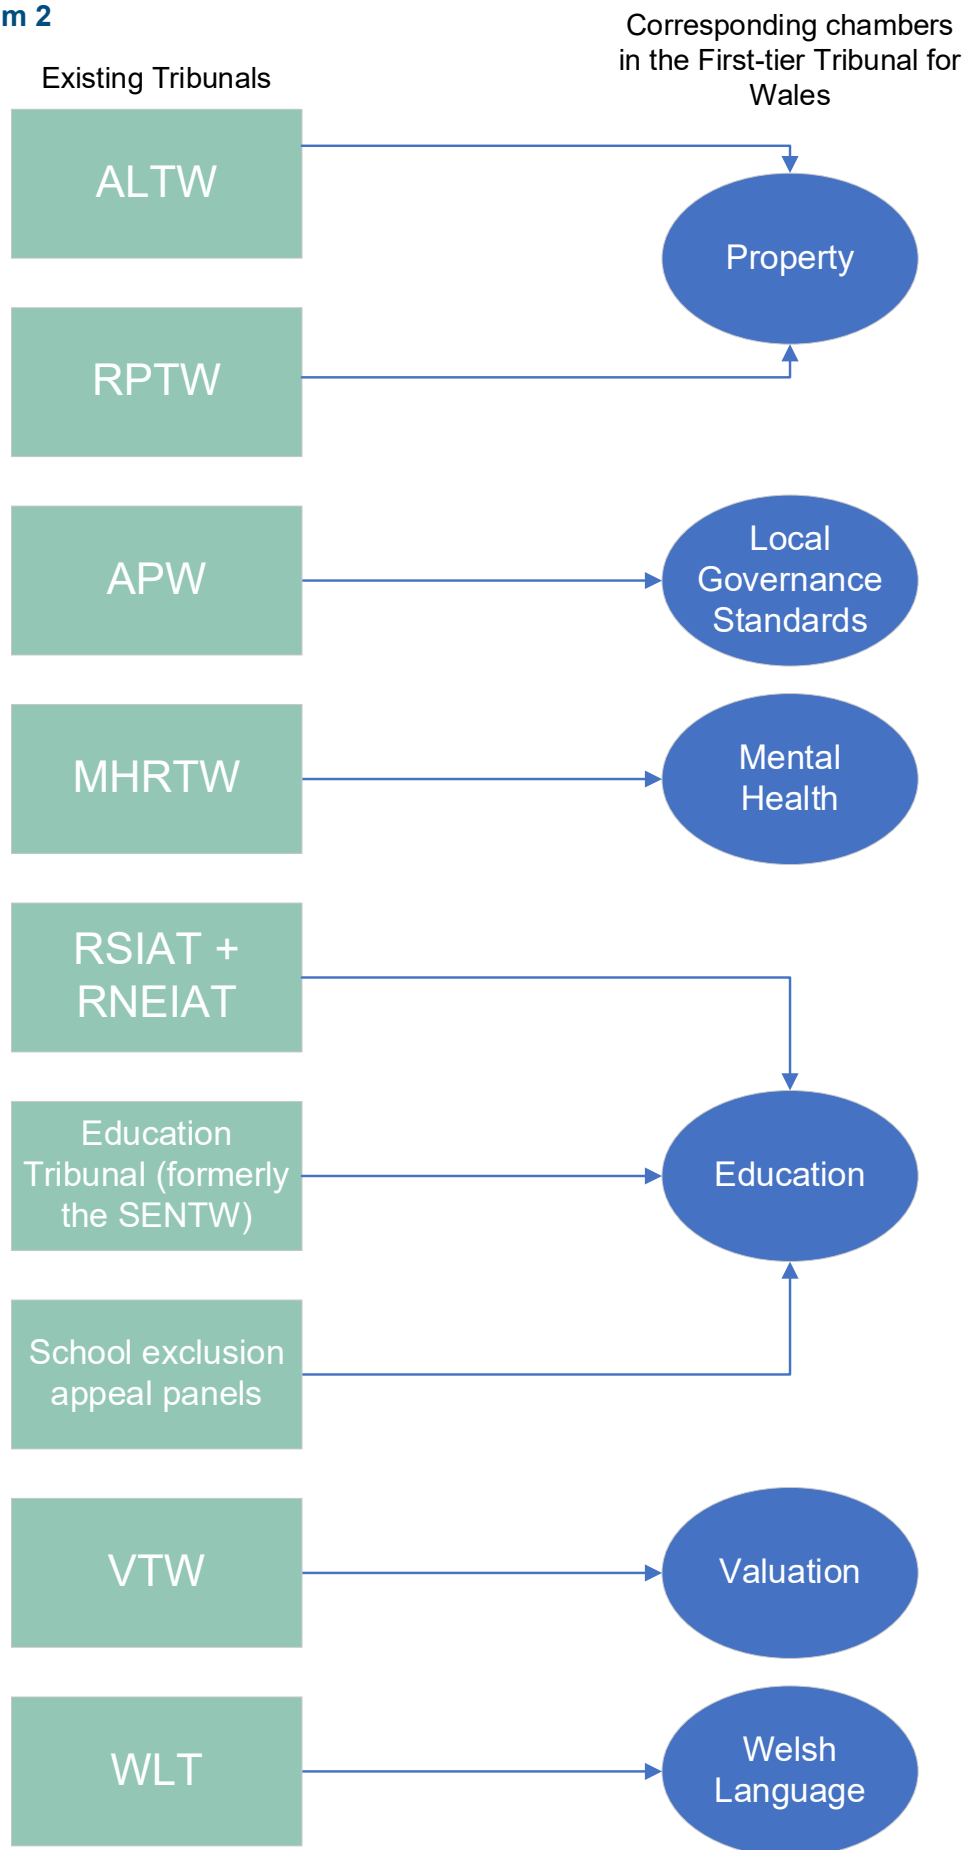 m 2
Existing Tribunals
Corresponding chambers
in the First-tier Tribunal for
Wales
ALTW
Property
RPTW
APW
Local
Governance
Standards
MHRTW
Mental
Health
RSIAT +
RNEIAT
Education
Tribunal (formerly
the SENTW)
Education
School exclusion
appeal panels
VTW
Valuation
WLT
Welsh
Language